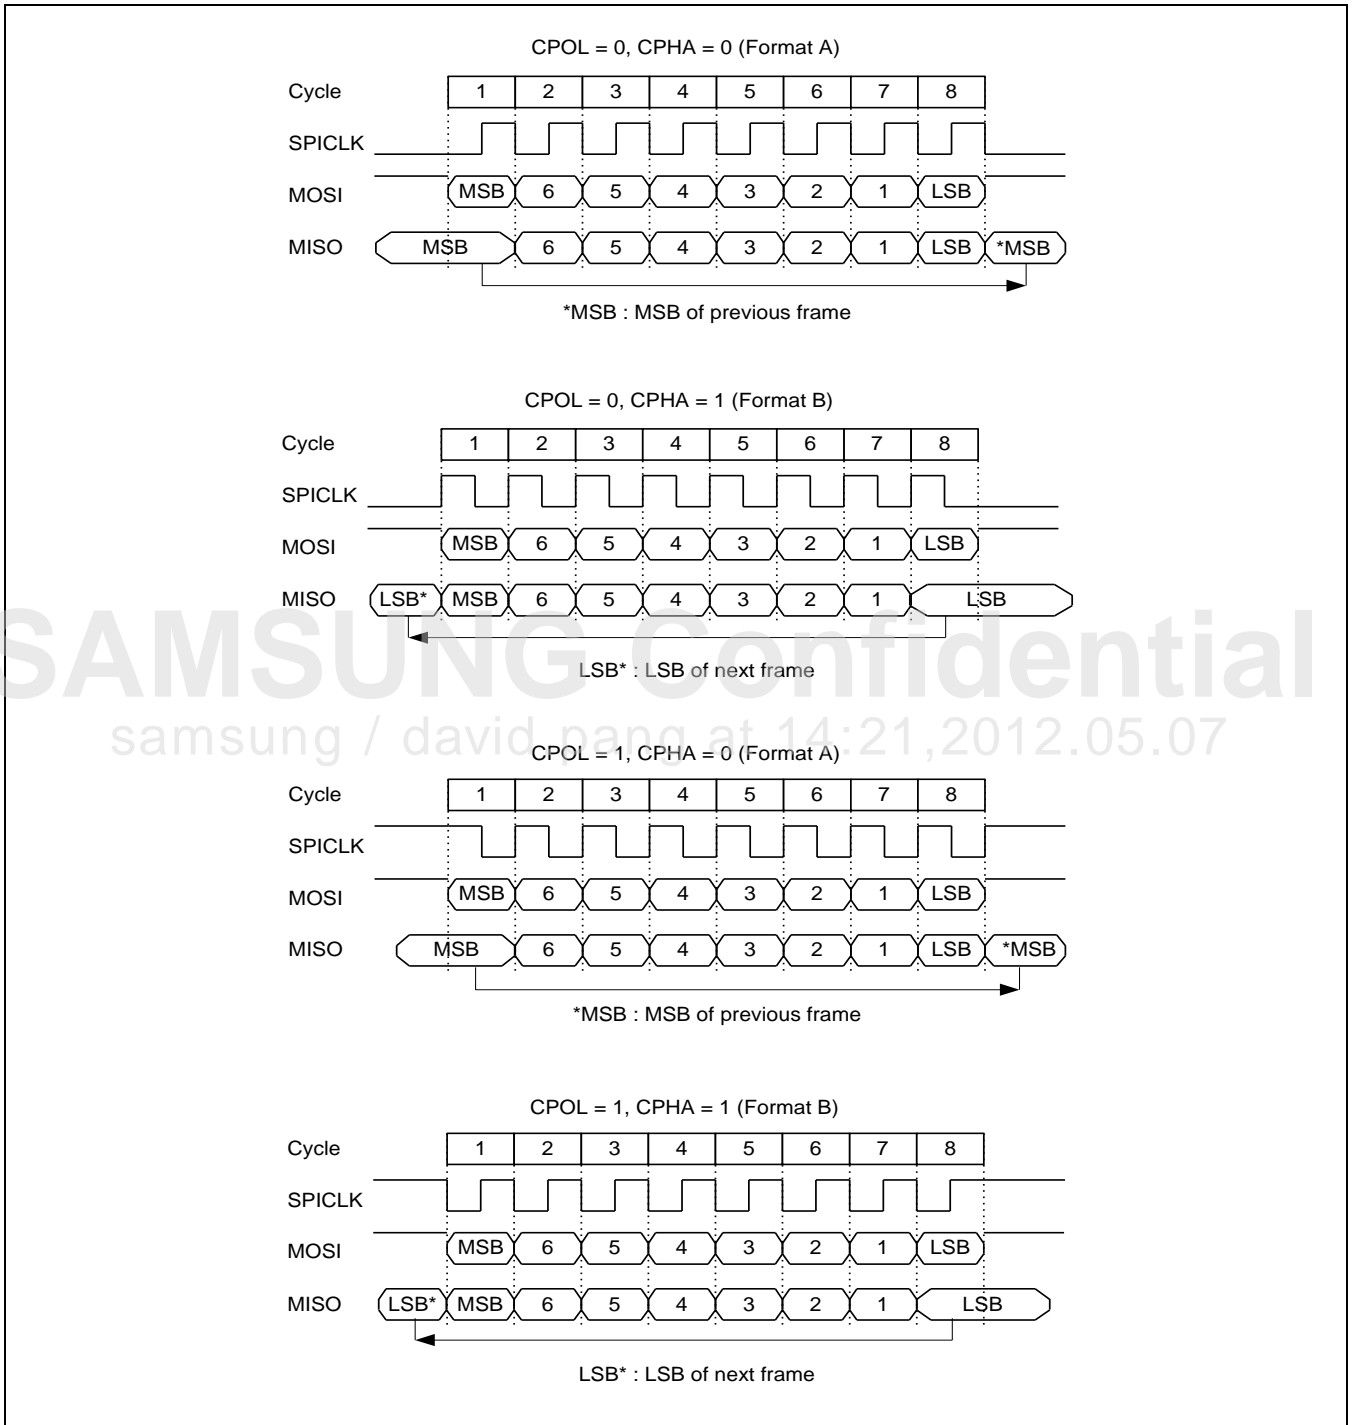 CPOL = 0, CPHA = 0 (Format A)
Cycle 1 2 3 4 5 6 7 8
SPICLK
MOSI MSB 6 5 4 3 2 1 LSB
MISO MSB 6 5 4 3 2 1 LSB *MSB
*MSB : MSB of previous frame
CPOL = 0, CPHA = 1 (Format B)
Cycle 1 2 3 4 5 6 7 8
SPICLK
MOSI MSB 6 5 4 3 2 1 LSB
MISO LSB* MSB 6 5 4 3 2 1 LSB
SAMSUNG Confidential
LSB* : LSB of next frame
samsung / david.pang at 14:21,2012.05.07
CPOL = 1, CPHA = 0 (Format A)
Cycle 1 2 3 4 5 6 7 8
SPICLK
MOSI MSB 6 5 4 3 2 1 LSB
MISO MSB 6 5 4 3 2 1 LSB *MSB
*MSB : MSB of previous frame
CPOL = 1, CPHA = 1 (Format B)
Cycle 1 2 3 4 5 6 7 8
SPICLK
MOSI MSB 6 5 4 3 2 1 LSB
MISO LSB* MSB 6 5 4 3 2 1 LSB
LSB* : LSB of next frame